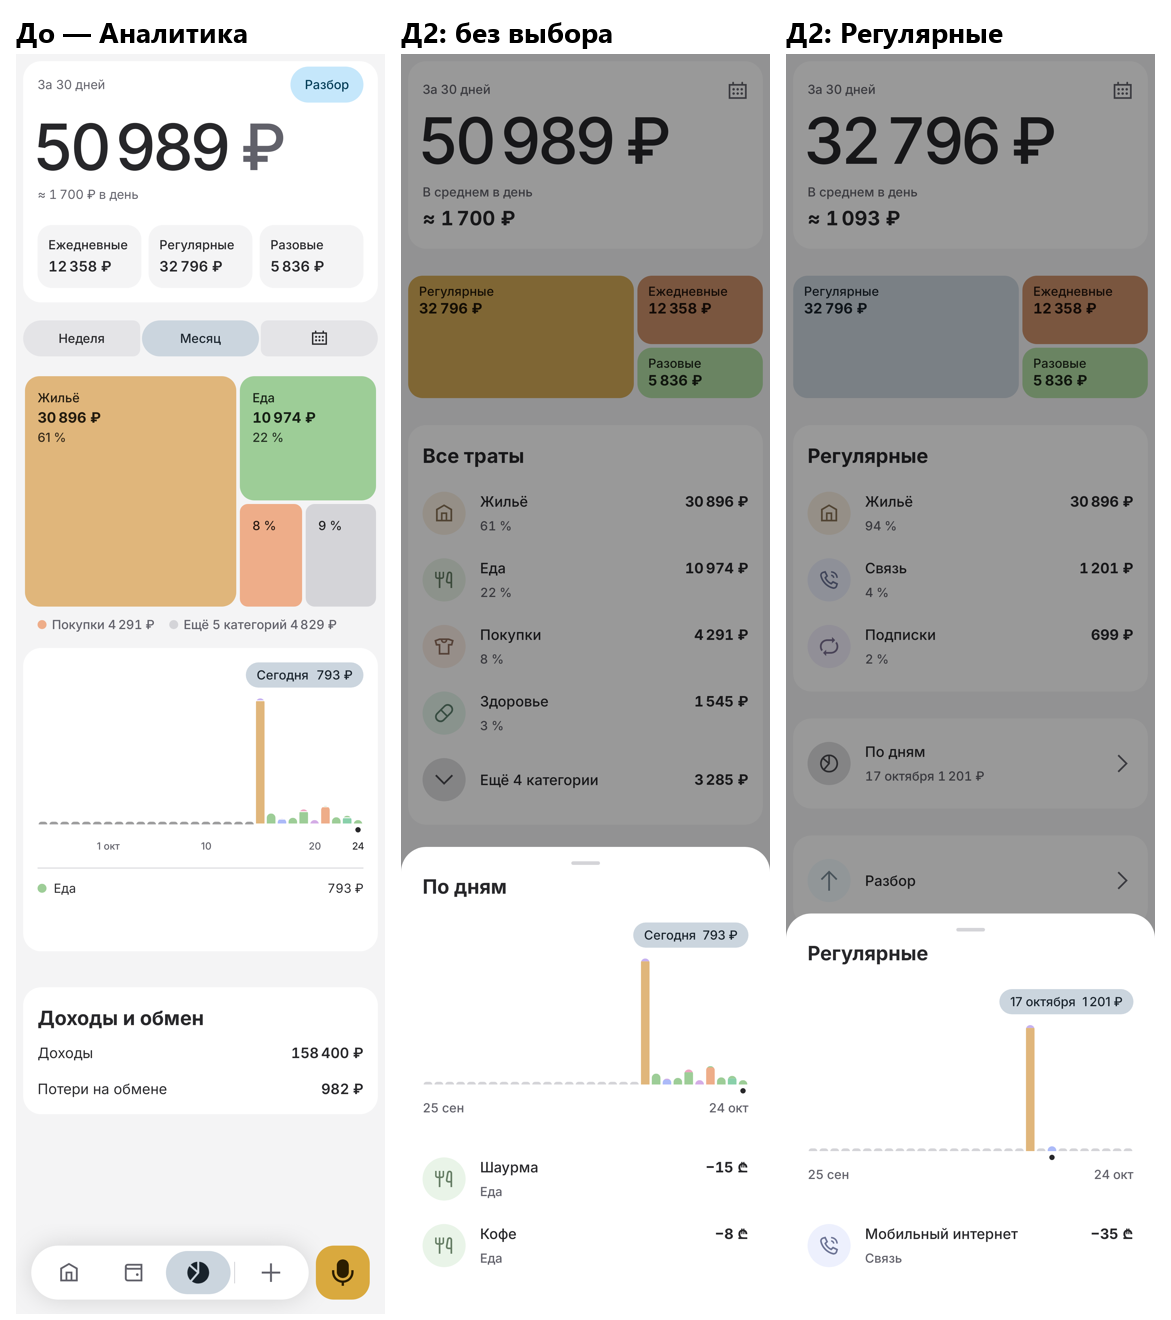 До — Аналитика
За 30 дней
Разбор
50 989 ₽
≈ 1 700 ₽ в день
Ежедневные
12 358 ₽
Регулярные
32 796 ₽
Разовые
5 836 ₽
Неделя
Месяц
Жильё
30 896 ₽
61 %
Еда
10 974 ₽
22 %
8 %
9 %
Покупки 4 291 ₽
Ещё 5 категорий 4 829 ₽
Сегодня 793 ₽
1 окт
10
20
24
Еда
793 ₽
Доходы и обмен
Доходы
158 400 ₽
Потери на обмене
982 ₽
Д2: без выбора
За 30 дней
50 989 ₽
В среднем в день
≈ 1 700 ₽
Регулярные
32 796 ₽
Ежедневные
12 358 ₽
Разовые
5 836 ₽
Все траты
Жильё
30 896 ₽
61 %
Еда
10 974 ₽
22 %
Покупки
4 291 ₽
8 %
Здоровье
1 545 ₽
3 %
Ещё 4 категории
3 285 ₽
По дням
Сегодня 793 ₽
25 сен
24 окт
Шаурма
−15 ₾
Еда
Кофе
−8 ₾
Еда
Д2: Регулярные
За 30 дней
32 796 ₽
В среднем в день
≈ 1 093 ₽
Регулярные
32 796 ₽
Ежедневные
12 358 ₽
Разовые
5 836 ₽
Регулярные
Жильё
30 896 ₽
94 %
Связь
1 201 ₽
4 %
Подписки
699 ₽
2 %
По дням
17 октября 1 201 ₽
Разбор
Регулярные
17 октября 1 201 ₽
25 сен
24 окт
Мобильный интернет
−35 ₾
Связь